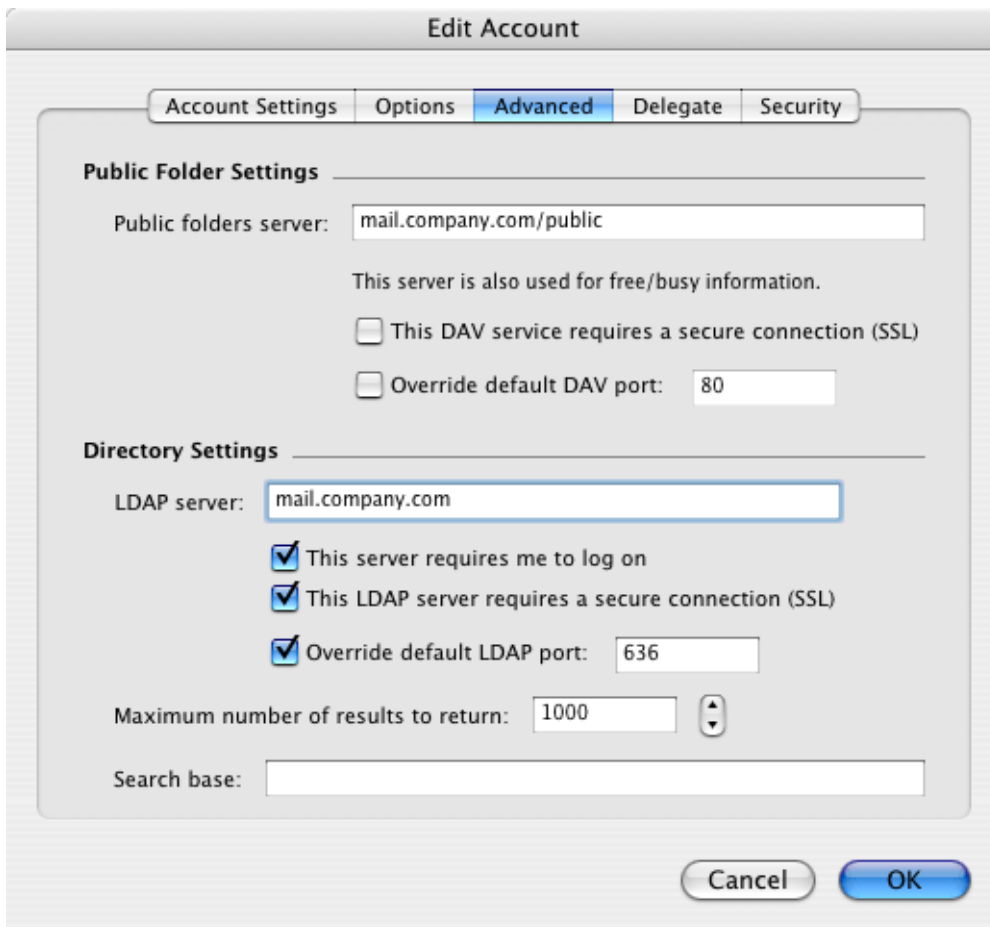 Edit Account
Account Settings Options Advanced Delegate Security
Public Folder Settings
Public folders server: mail.company.com/public
This server is also used for free/busy information.
This DAV service requires a secure connection (SSL)
Override default DAV port: 80
Directory Settings
LDAP server: mail.company.com
This server requires me to log on
This LDAP server requires a secure connection (SSL)
Override default LDAP port: 636
Maximum number of results to return: 1000
Search base:
Cancel OK